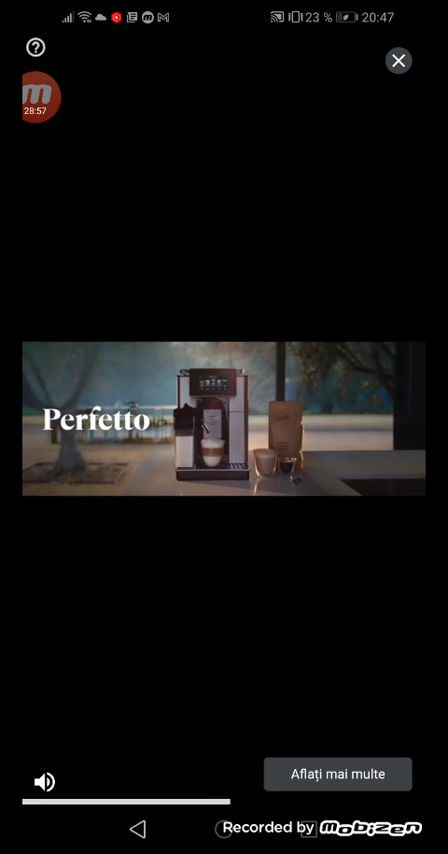 23 % 20:47
m
28:57
Perfetto
Aflați mai multe
Recorded by MOBIZEN